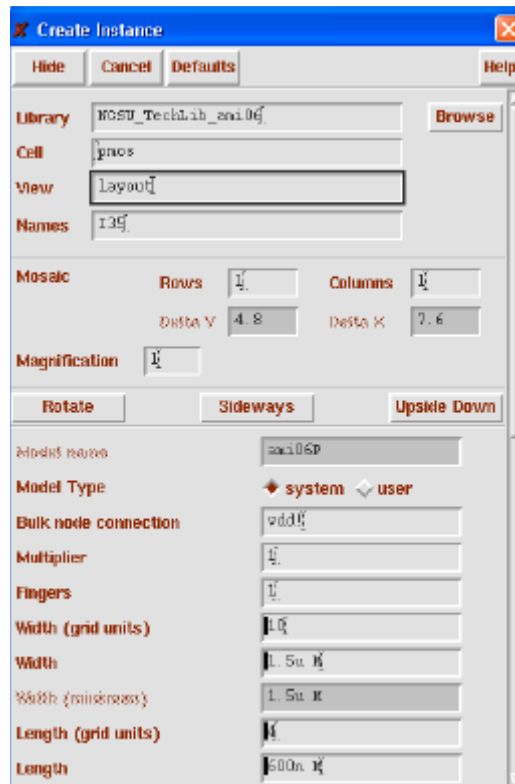 Create Instance
Hide Cancel Defaults Help
Library NCSU_TechLib_ami06 Browse
Cell pmos
View layout
Names I35
Mosaic Rows 1 Columns 1
Delta Y 4.8 Delta X 7.6
Magnification 1
Rotate Sideways Upside Down
Model name ami06P
Model Type system user
Bulk node connection vdd!
Multiplier 1
Fingers 1
Width (grid units) 10
Width 1.5u M
Width (minimum) 1.5u M
Length (grid units) 4
Length 600n M